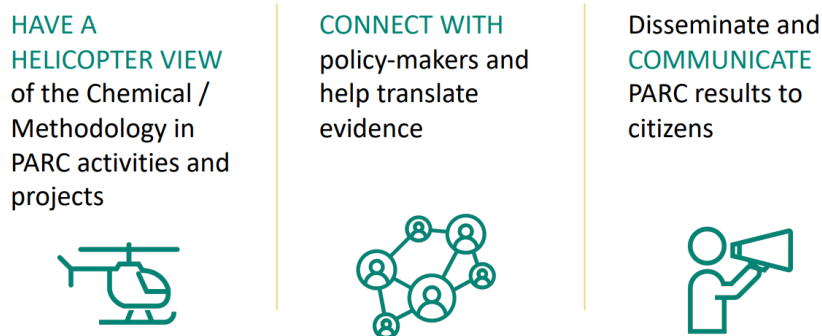 HAVE A
HELICOPTER VIEW
of the Chemical /
Methodology in
PARC activities and
projects
CONNECT WITH
policy-makers and
help translate
evidence
Disseminate and
COMMUNICATE
PARC results to
citizens